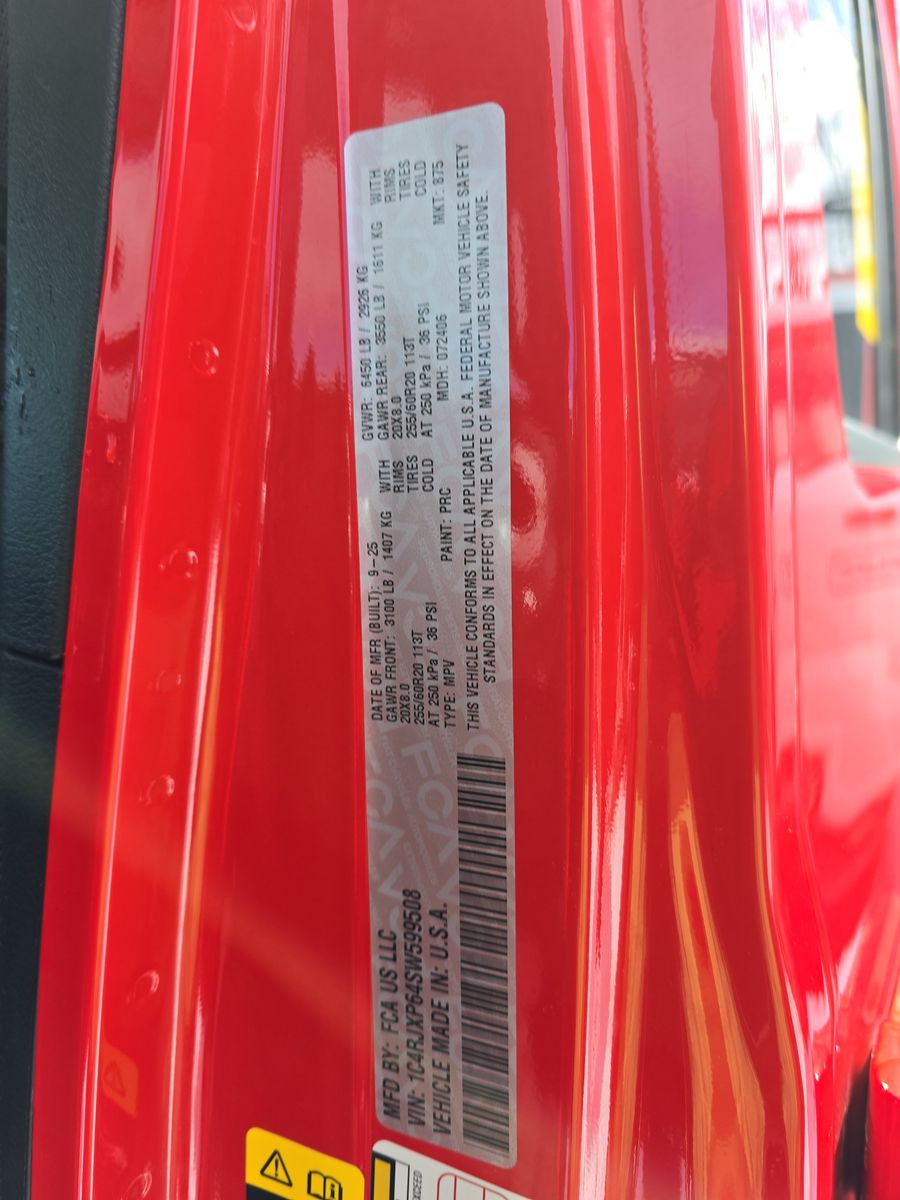 MFD BY: FCA US LLC
VIN: 1C4RJXP64SW599508
VEHICLE MADE IN: U.S.A.
DATE OF MFR (BUILT): 9-25 GVWR: 6450 LB / 2926 KG
GAWR FRONT: 3100 LB / 1407 KG WITH GAWR REAR: 3550 LB / 1611 KG WITH
20X8.0 RIMS 20X8.0 RIMS
255/60R20 113T TIRES 255/60R20 113T TIRES
AT 250 kPa / 36 PSI COLD AT 250 kPa / 36 PSI COLD
TYPE: MPV PAINT: PRC MDH: 072406 MKT: 875
THIS VEHICLE CONFORMS TO ALL APPLICABLE U.S.A. FEDERAL MOTOR VEHICLE SAFETY
STANDARDS IN EFFECT ON THE DATE OF MANUFACTURE SHOWN ABOVE.